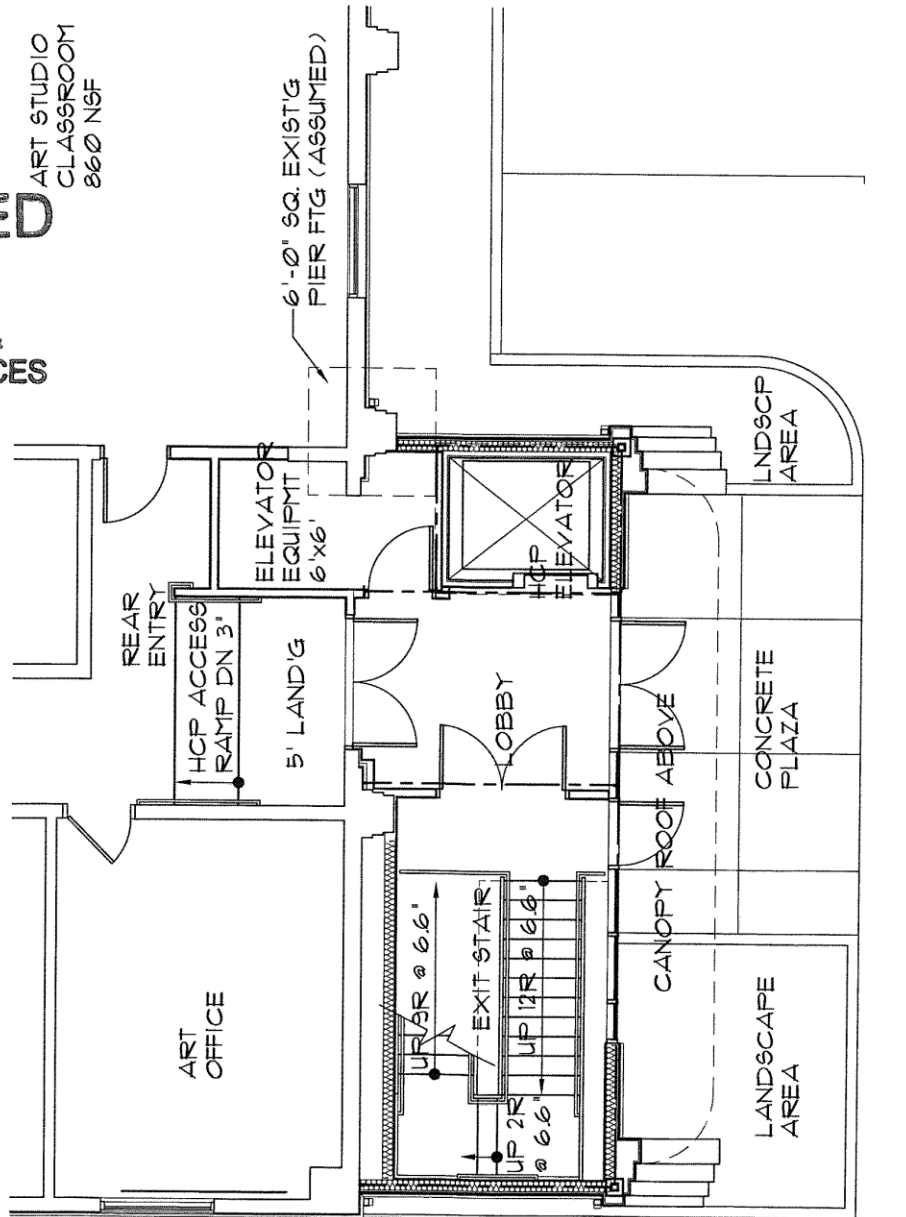 ART STUDIO
CLASSROOM
860 NSF
ED
CES
6'-0" SQ. EXIST'G
PIER FTG (ASSUMED)
REAR
ENTRY
ELEVATOR
EQUIPMT
6'x6'
HCP ACCESS
RAMP DN 3"
5' LAND'G
HCP
ELEVATOR
LNDSCP
AREA
LOBBY
ART
OFFICE
UP 9R @ 6.6"
EXIT STAIR
UP 12R @ 6.6"
UP 2R
@ 6.6"
CANOPY ROOF ABOVE
CONCRETE
PLAZA
LANDSCAPE
AREA